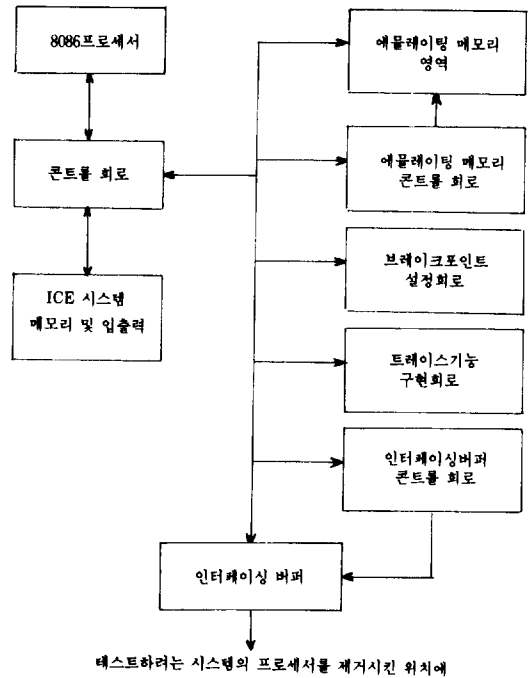 8086프로세서
콘트롤 회로
ICE 시스템
메모리 및 입출력
에뮬레이팅 메모리
영역
에뮬레이팅 메모리
콘트롤 회로
브레이크포인트
설정회로
트레이스기능
구현회로
인터페이싱버퍼
콘트롤 회로
인터페이싱 버퍼
테스트하려는 시스템의 프로세서를 제거시킨 위치에